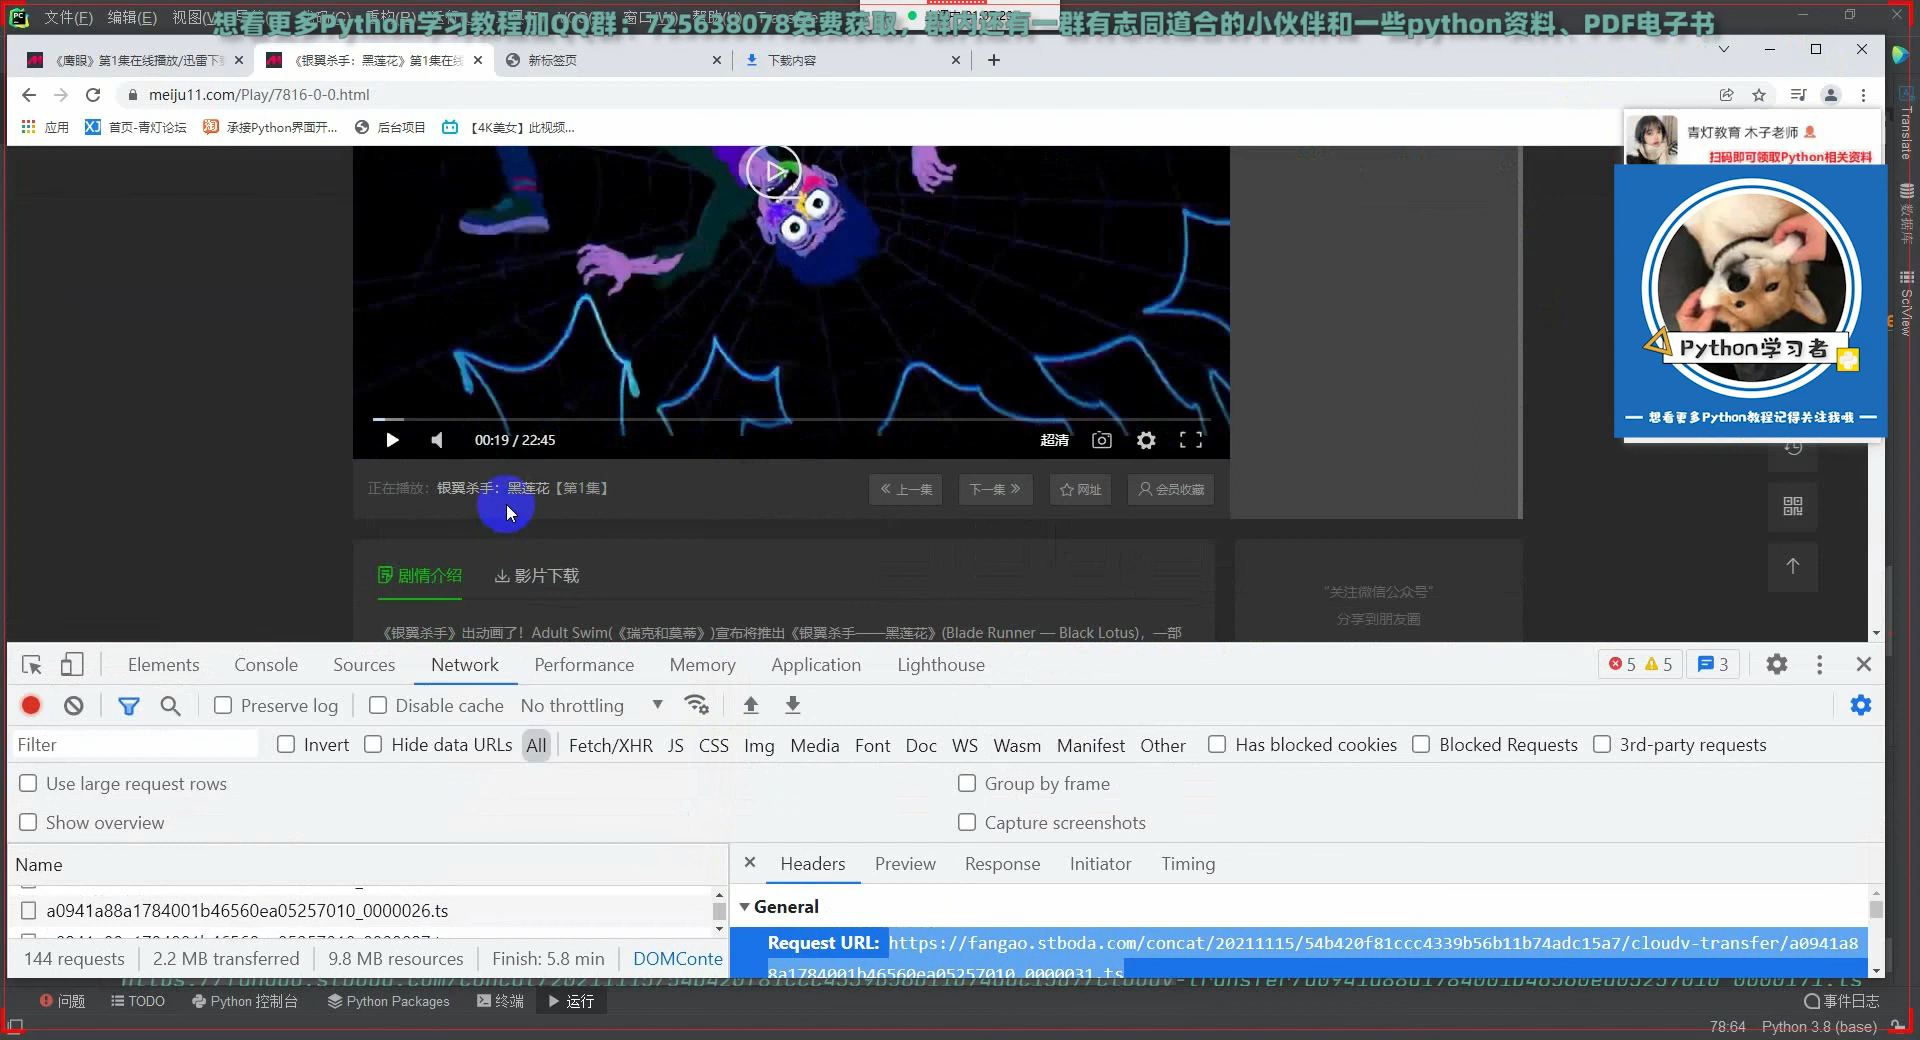 文件(F) 编辑(E) 视图(V)
想看更多Python学习教程加QQ群：725638078免费获取，群内还有一群有志同道合的小伙伴和一些python资料、PDF电子书
《鹰眼》第1集在线播放/迅雷下
《银翼杀手：黑莲花》第1集在线
新标签页
下载内容
meiju11.com/Play/7816-0-0.html
应用
首页-青灯论坛
承接Python界面开...
后台项目
【4K美女】此视频...
青灯教育 木子老师
扫码即可领取Python相关资料
Python学习者
想看更多Python教程记得关注我哦
Translate
数据库
SciView
00:19 / 22:45
超清
正在播放：银翼杀手：黑莲花【第1集】
上一集
下一集
网址
会员收藏
剧情介绍
影片下载
“关注微信公众号”
分享到朋友圈
《银翼杀手》出动画了！Adult Swim(《瑞克和莫蒂》)宣布将推出《银翼杀手——黑莲花》(Blade Runner — Black Lotus)，一部
Elements Console Sources Network Performance Memory Application Lighthouse
5 5 3
Preserve log Disable cache No throttling
Filter Invert Hide data URLs All Fetch/XHR JS CSS Img Media Font Doc WS Wasm Manifest Other Has blocked cookies Blocked Requests 3rd-party requests
Use large request rows Group by frame
Show overview Capture screenshots
Name
Headers Preview Response Initiator Timing
a0941a88a1784001b46560ea05257010_0000026.ts
General
Request URL: https://fangao.stboda.com/concat/20211115/54b420f81ccc4339b56b11b74adc15a7/cloudv-transfer/a0941a8
8a1784001b46560ea05257010_0000031.ts
144 requests 2.2 MB transferred 9.8 MB resources Finish: 5.8 min DOMConte
问题 TODO Python 控制台 Python Packages 终端 运行 事件日志
78:64 Python 3.8 (base)